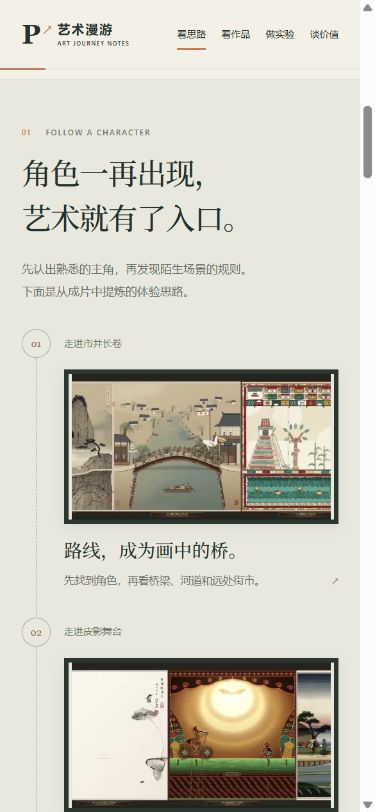 P↗ 艺术漫游
ART JOURNEY NOTES
看思路 看作品 做实验 谈价值
01 FOLLOW A CHARACTER
角色一再出现，
艺术就有了入口。
先认出熟悉的主角，再发现陌生场景的规则。
下面是从成片中提炼的体验思路。
01 走进市井长卷
路线，成为画中的桥。
先找到角色，再看桥梁、河道和远处街市。 ↗
02 走进皮影舞台